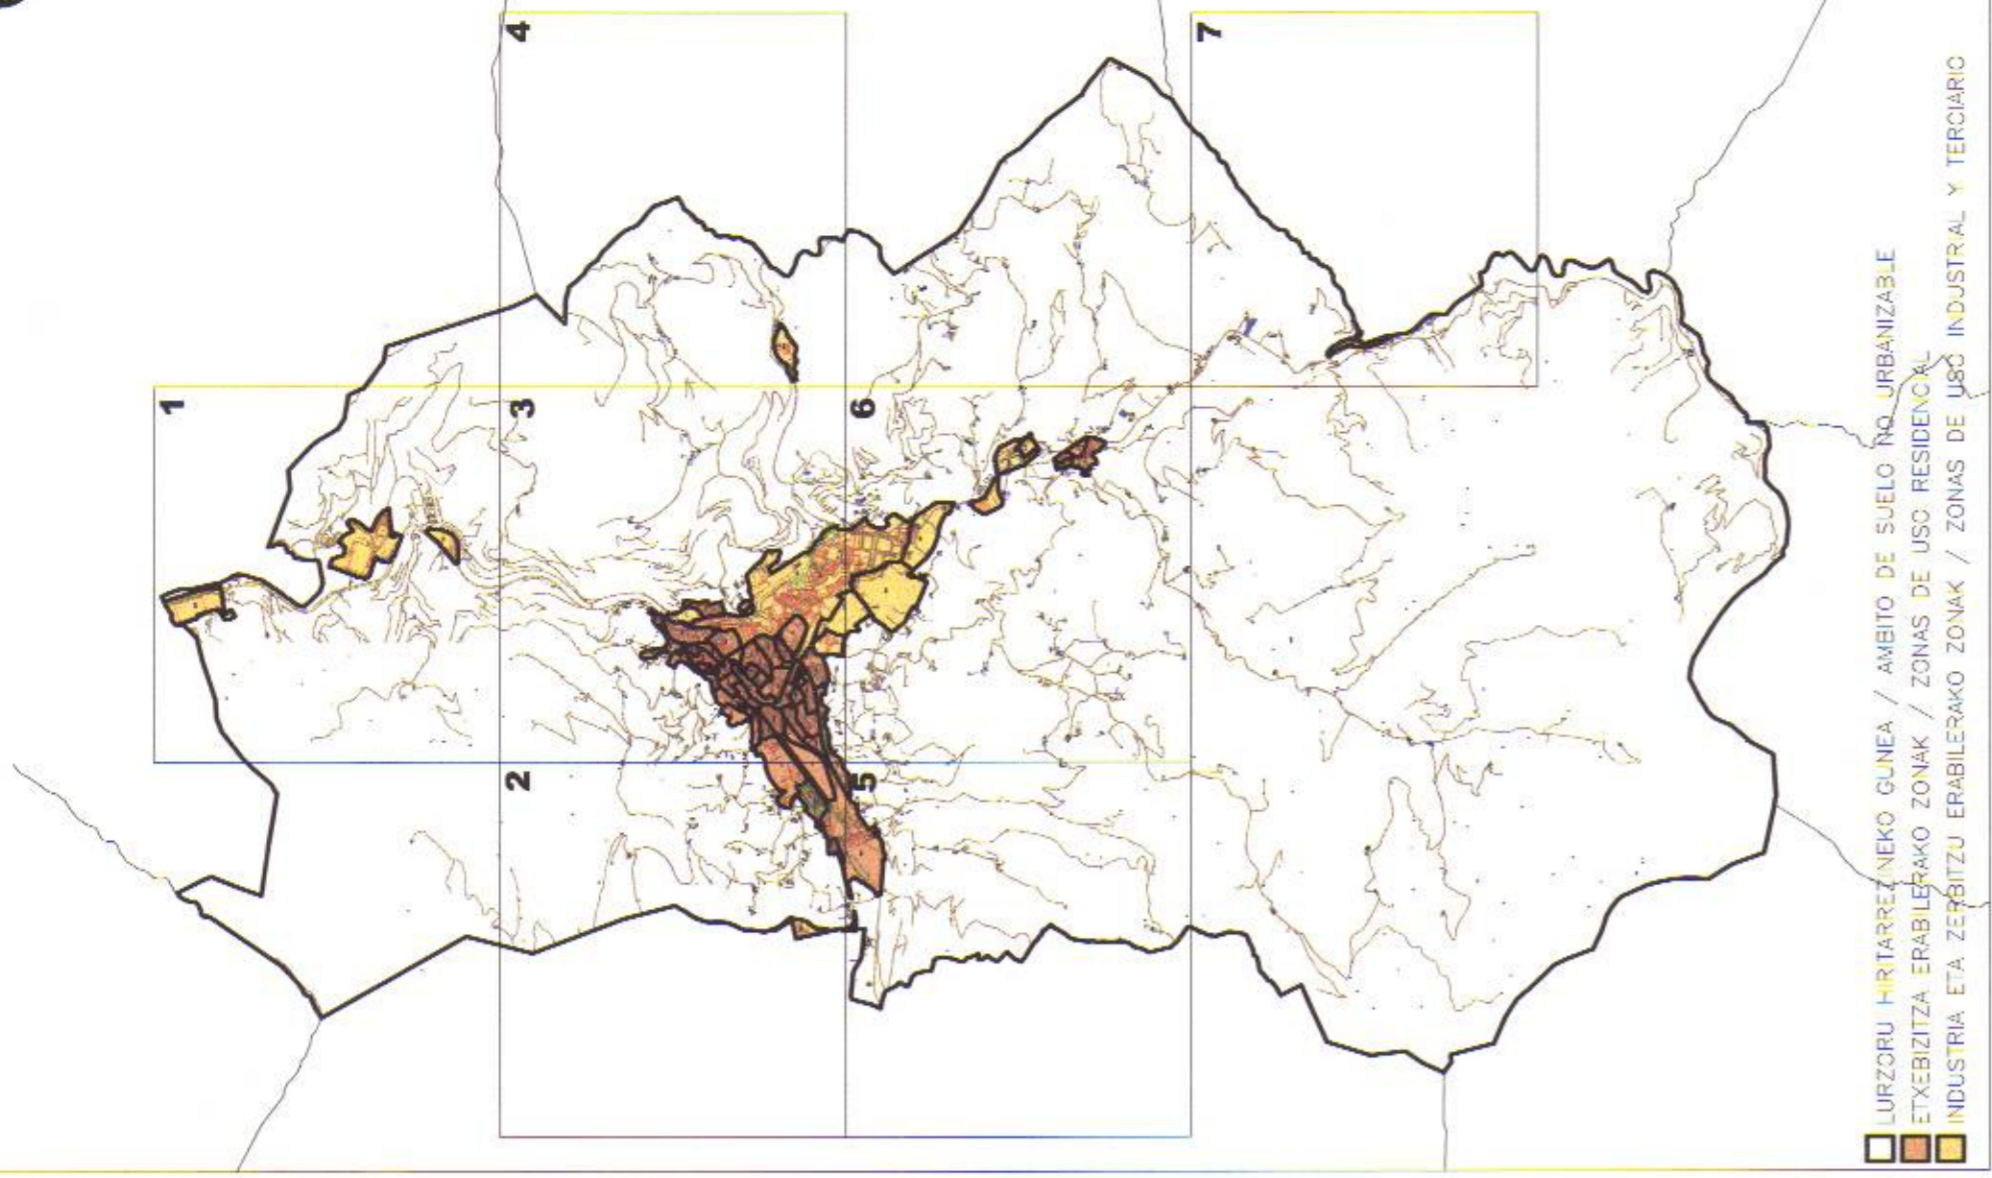 1
2
3
4
5
6
7
LURZORU HIRITARREZINEKO GUNEA / AMBITO DE SUELO NO URBANIZABLE
ETXEBIZITZA ERABILERAKO ZONAK / ZONAS DE USO RESIDENCIAL
INDUSTRIA ETA ZERBITZU ERABILERAKO ZONAK / ZONAS DE USO INDUSTRIAL Y TERCIARIO